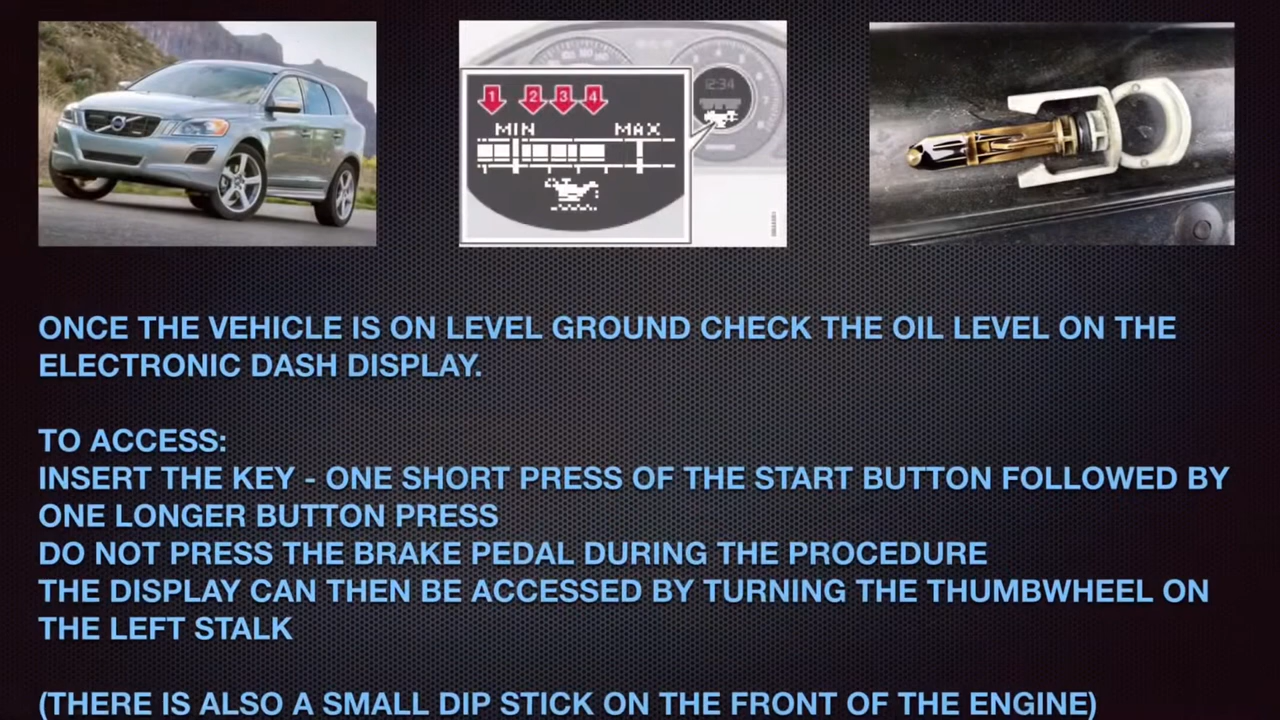 1 2 3 4
12:34
MIN MAX
ONCE THE VEHICLE IS ON LEVEL GROUND CHECK THE OIL LEVEL ON THE
ELECTRONIC DASH DISPLAY.
TO ACCESS:
INSERT THE KEY - ONE SHORT PRESS OF THE START BUTTON FOLLOWED BY
ONE LONGER BUTTON PRESS
DO NOT PRESS THE BRAKE PEDAL DURING THE PROCEDURE
THE DISPLAY CAN THEN BE ACCESSED BY TURNING THE THUMBWHEEL ON
THE LEFT STALK
(THERE IS ALSO A SMALL DIP STICK ON THE FRONT OF THE ENGINE)